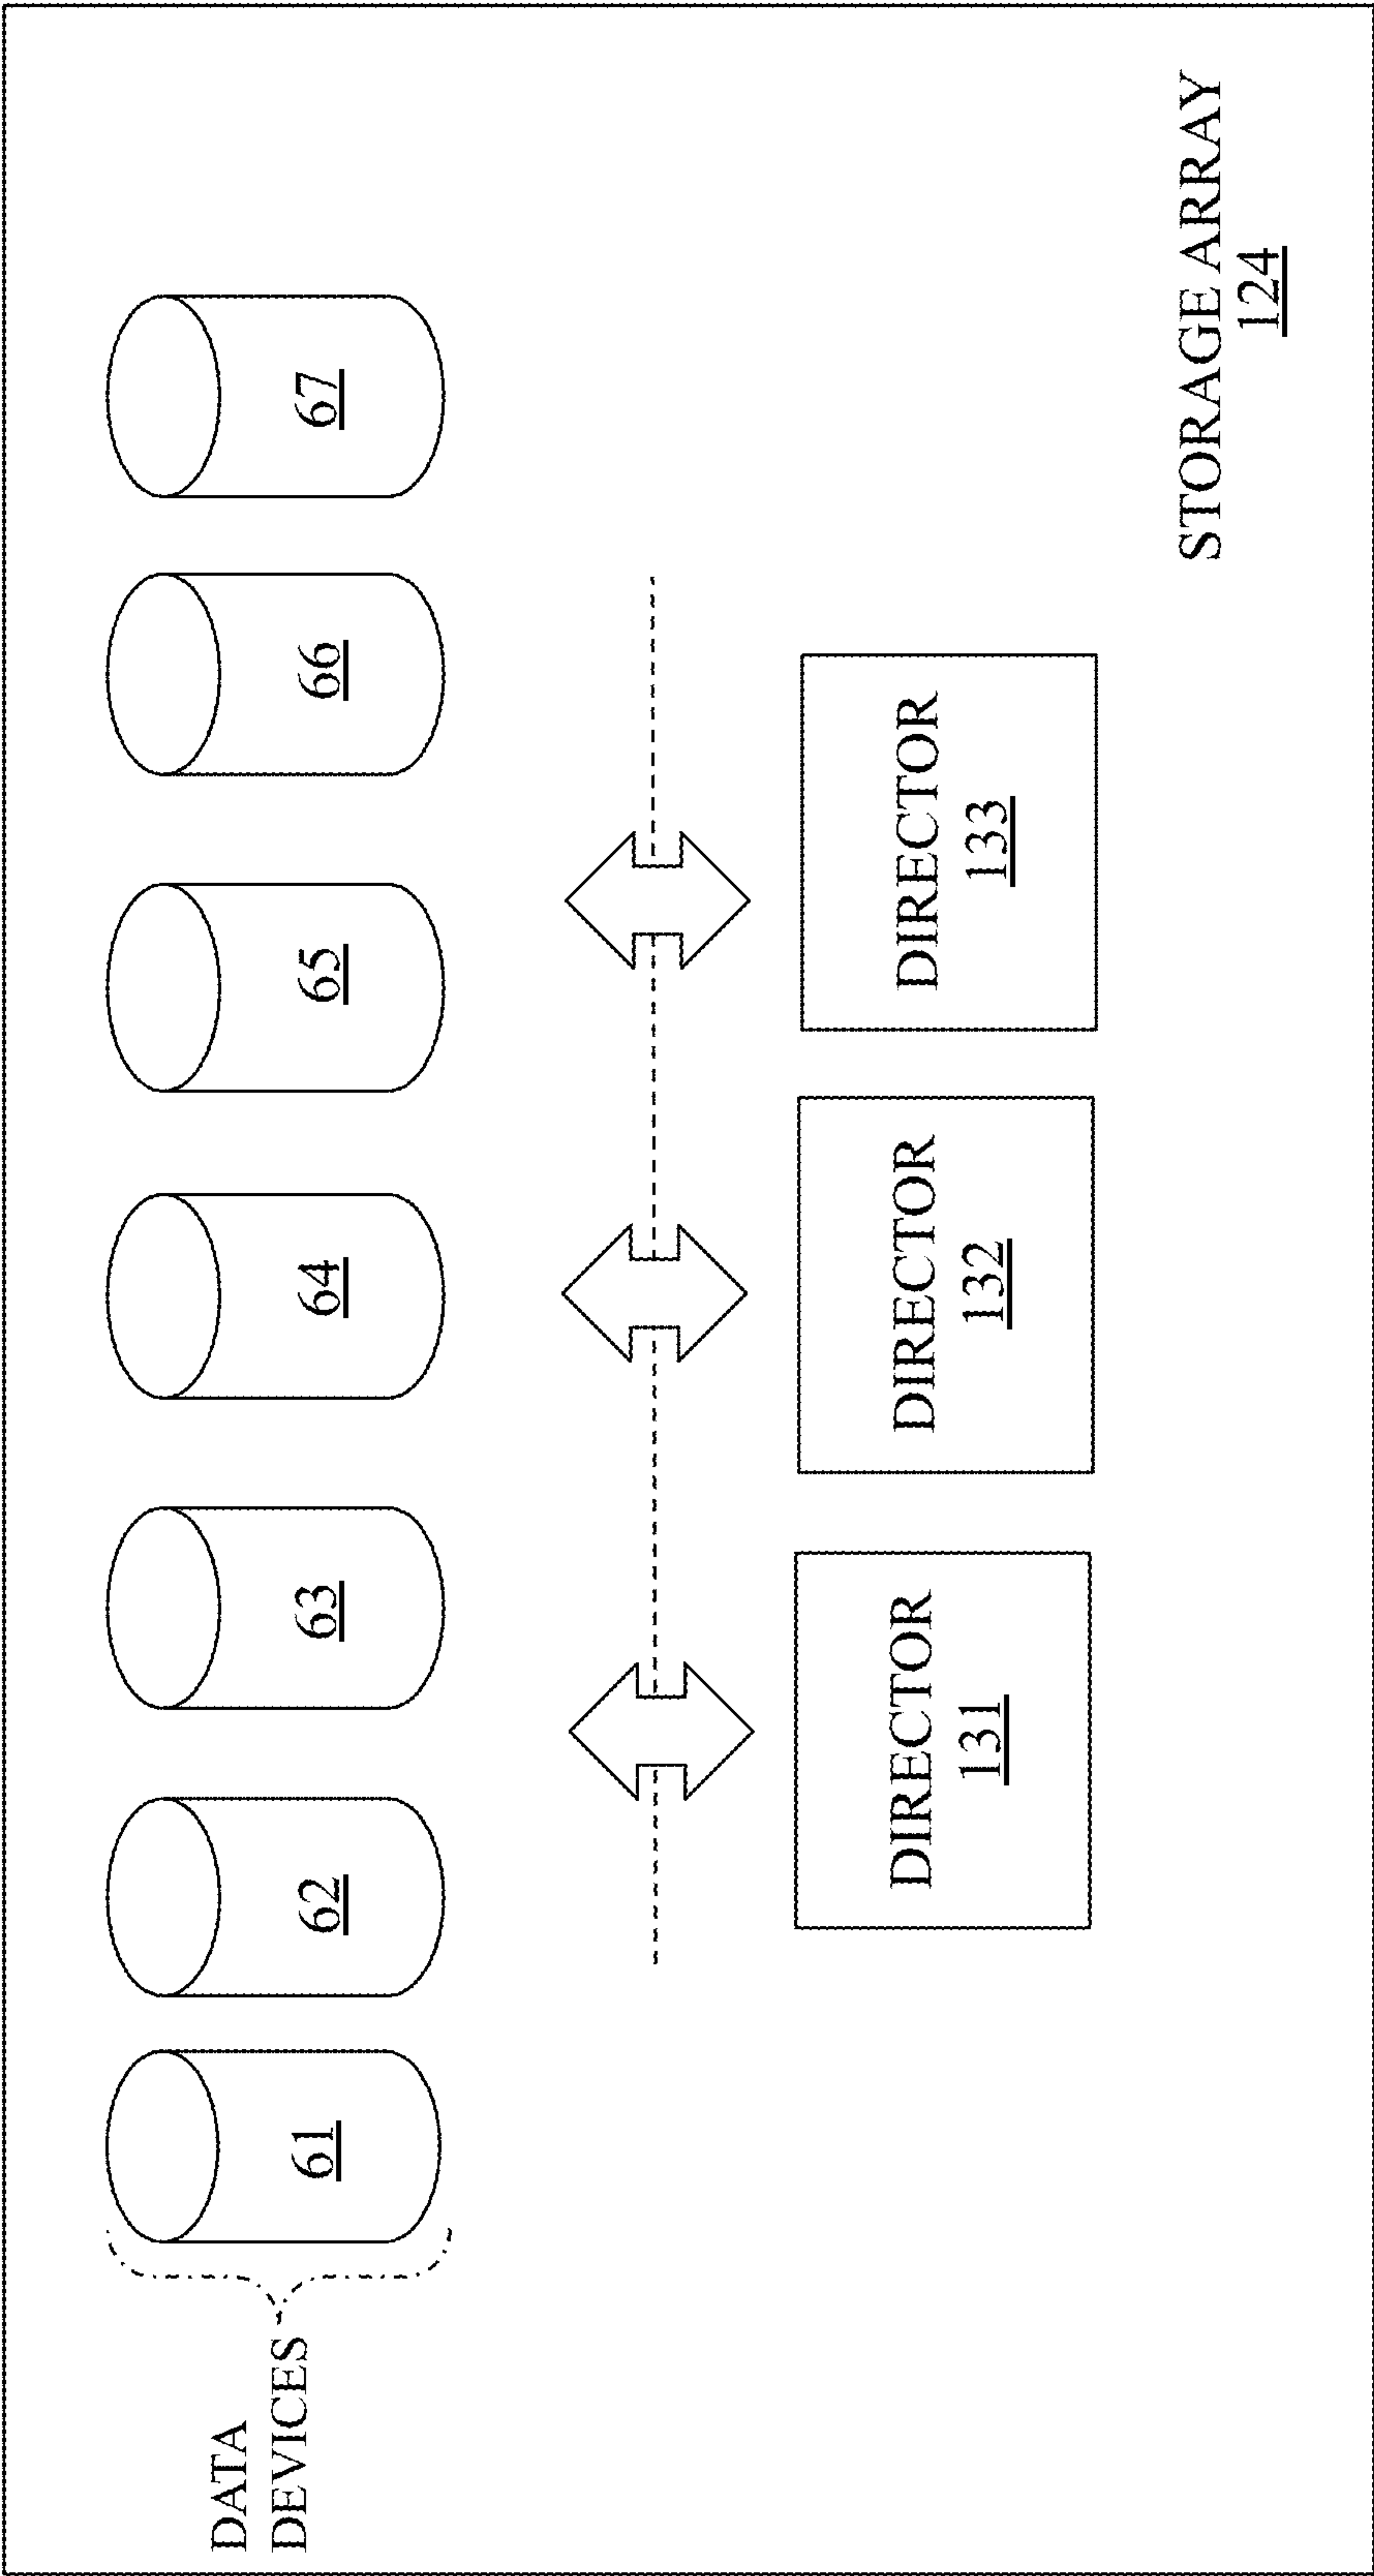 DATA
DEVICES
61
62
63
64
65
66
67
DIRECTOR
131
DIRECTOR
132
DIRECTOR
133
STORAGE ARRAY
124